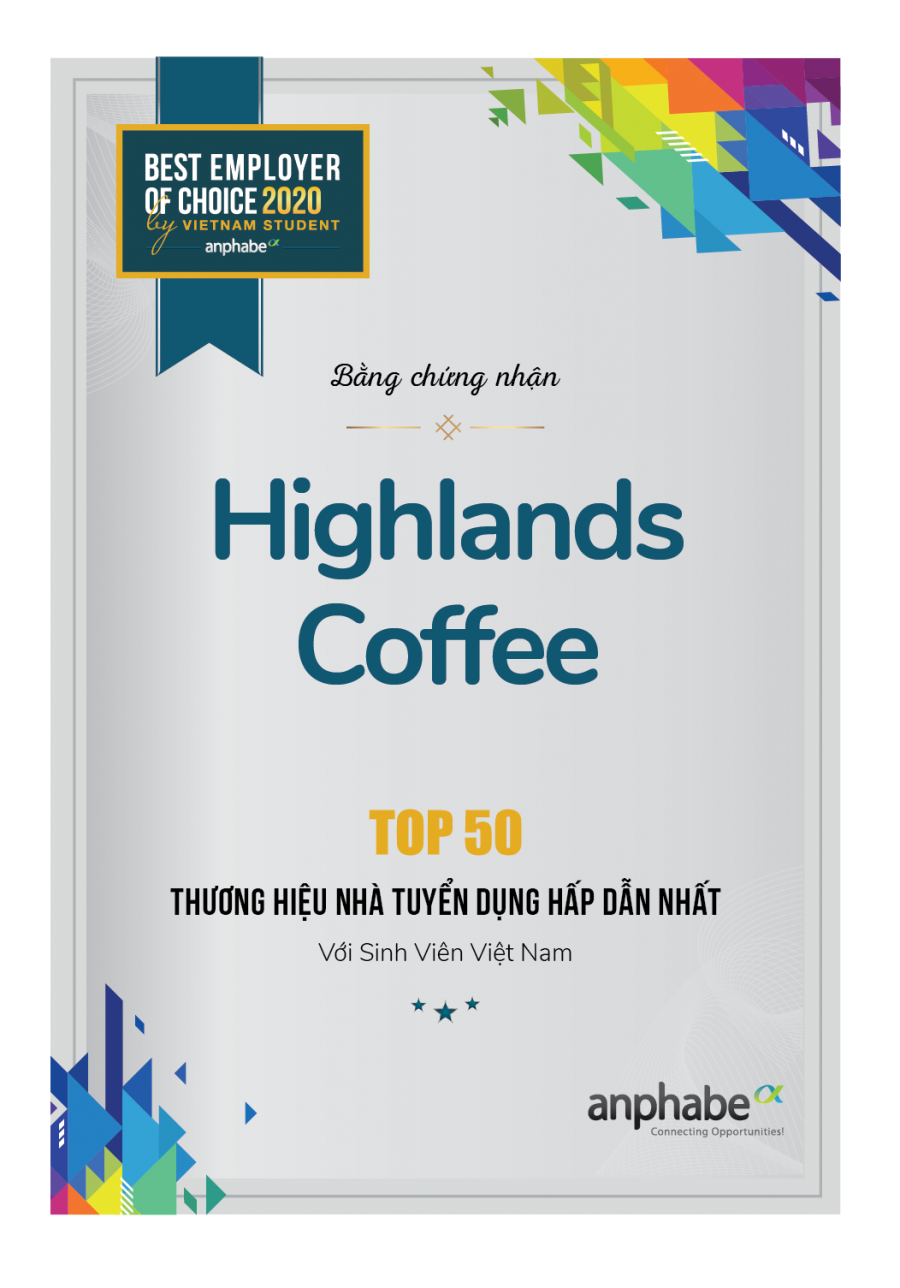 BEST EMPLOYER
OF CHOICE 2020
by VIETNAM STUDENT
anphabe
Bằng chứng nhận
Highlands
Coffee
TOP 50
THƯƠNG HIỆU NHÀ TUYỂN DỤNG HẤP DẪN NHẤT
Với Sinh Viên Việt Nam
anphabe
Connecting Opportunities!